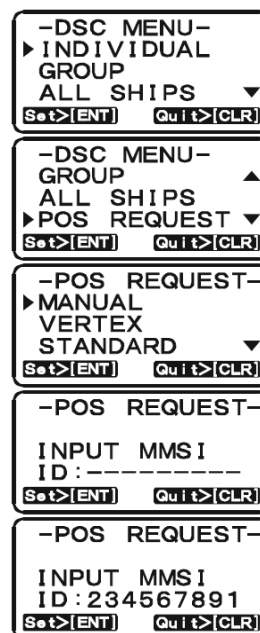 -DSC MENU-
▶INDIVIDUAL
GROUP
ALL SHIPS ▼
Set>[ENT] Quit>[CLR]
-DSC MENU-
GROUP ▲
ALL SHIPS
▶POS REQUEST ▼
Set>[ENT] Quit>[CLR]
-POS REQUEST-
▶MANUAL
VERTEX
STANDARD ▼
Set>[ENT] Quit>[CLR]
-POS REQUEST-
INPUT MMSI
ID:---------
Set>[ENT] Quit>[CLR]
-POS REQUEST-
INPUT MMSI
ID:234567891
Set>[ENT] Quit>[CLR]